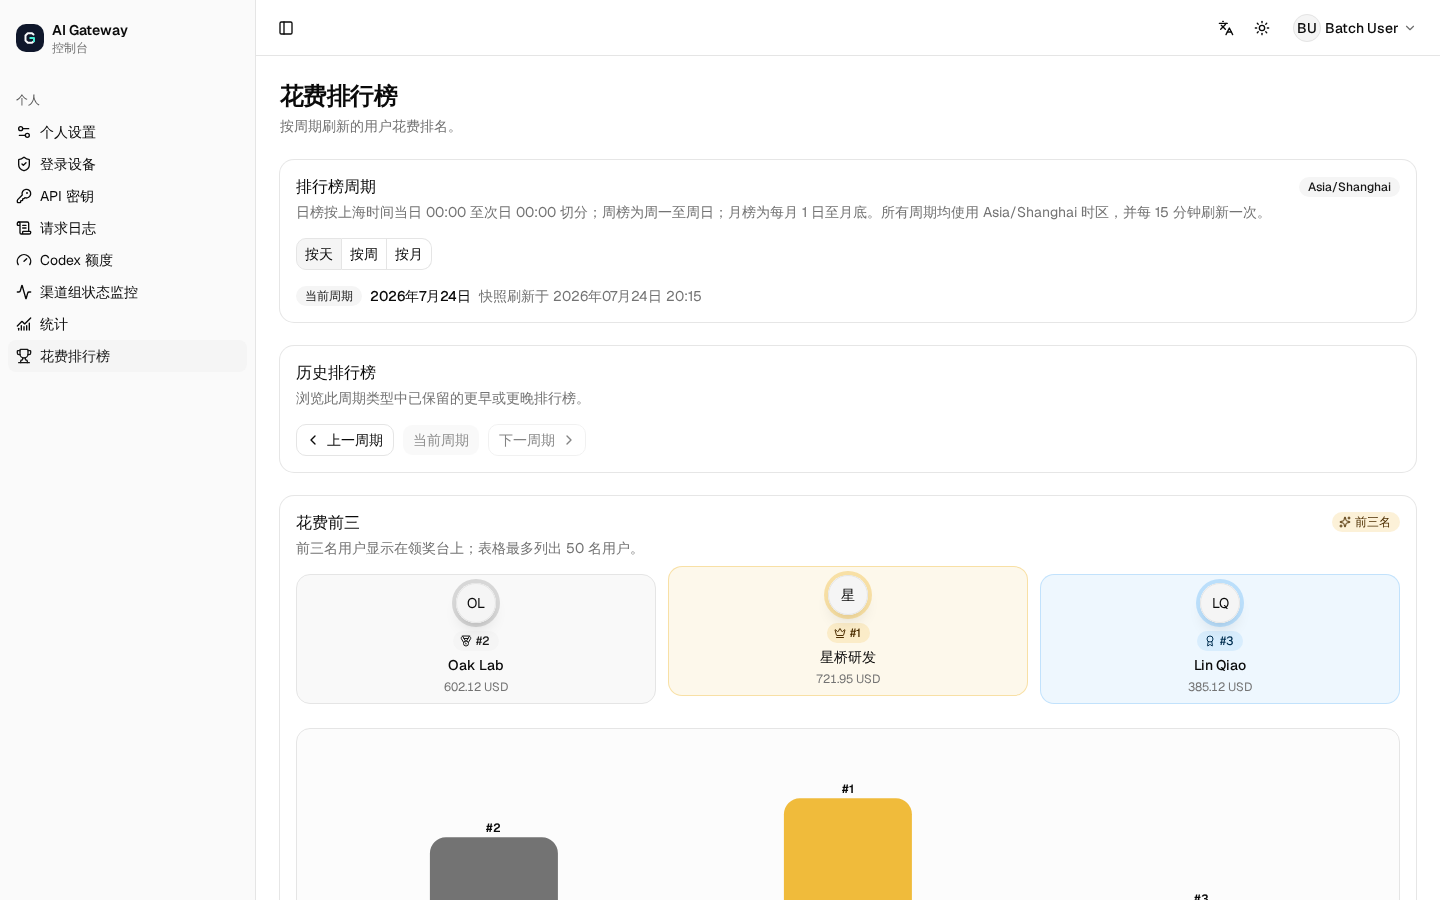 AI Gateway
控制台
个人
个人设置
登录设备
API 密钥
请求日志
Codex 额度
渠道组状态监控
统计
花费排行榜
BU Batch User
花费排行榜
按周期刷新的用户花费排名。
排行榜周期
Asia/Shanghai
日榜按上海时间当日 00:00 至次日 00:00 切分；周榜为周一至周日；月榜为每月 1 日至月底。所有周期均使用 Asia/Shanghai 时区，并每 15 分钟刷新一次。
按天 按周 按月
当前周期 2026年7月24日 快照刷新于 2026年07月24日 20:15
历史排行榜
浏览此周期类型中已保留的更早或更晚排行榜。
上一周期 当前周期 下一周期
花费前三
前三名
前三名用户显示在领奖台上；表格最多列出 50 名用户。
OL
#2
Oak Lab
602.12 USD
星
#1
星桥研发
721.95 USD
LQ
#3
Lin Qiao
385.12 USD
#1
#2
#3